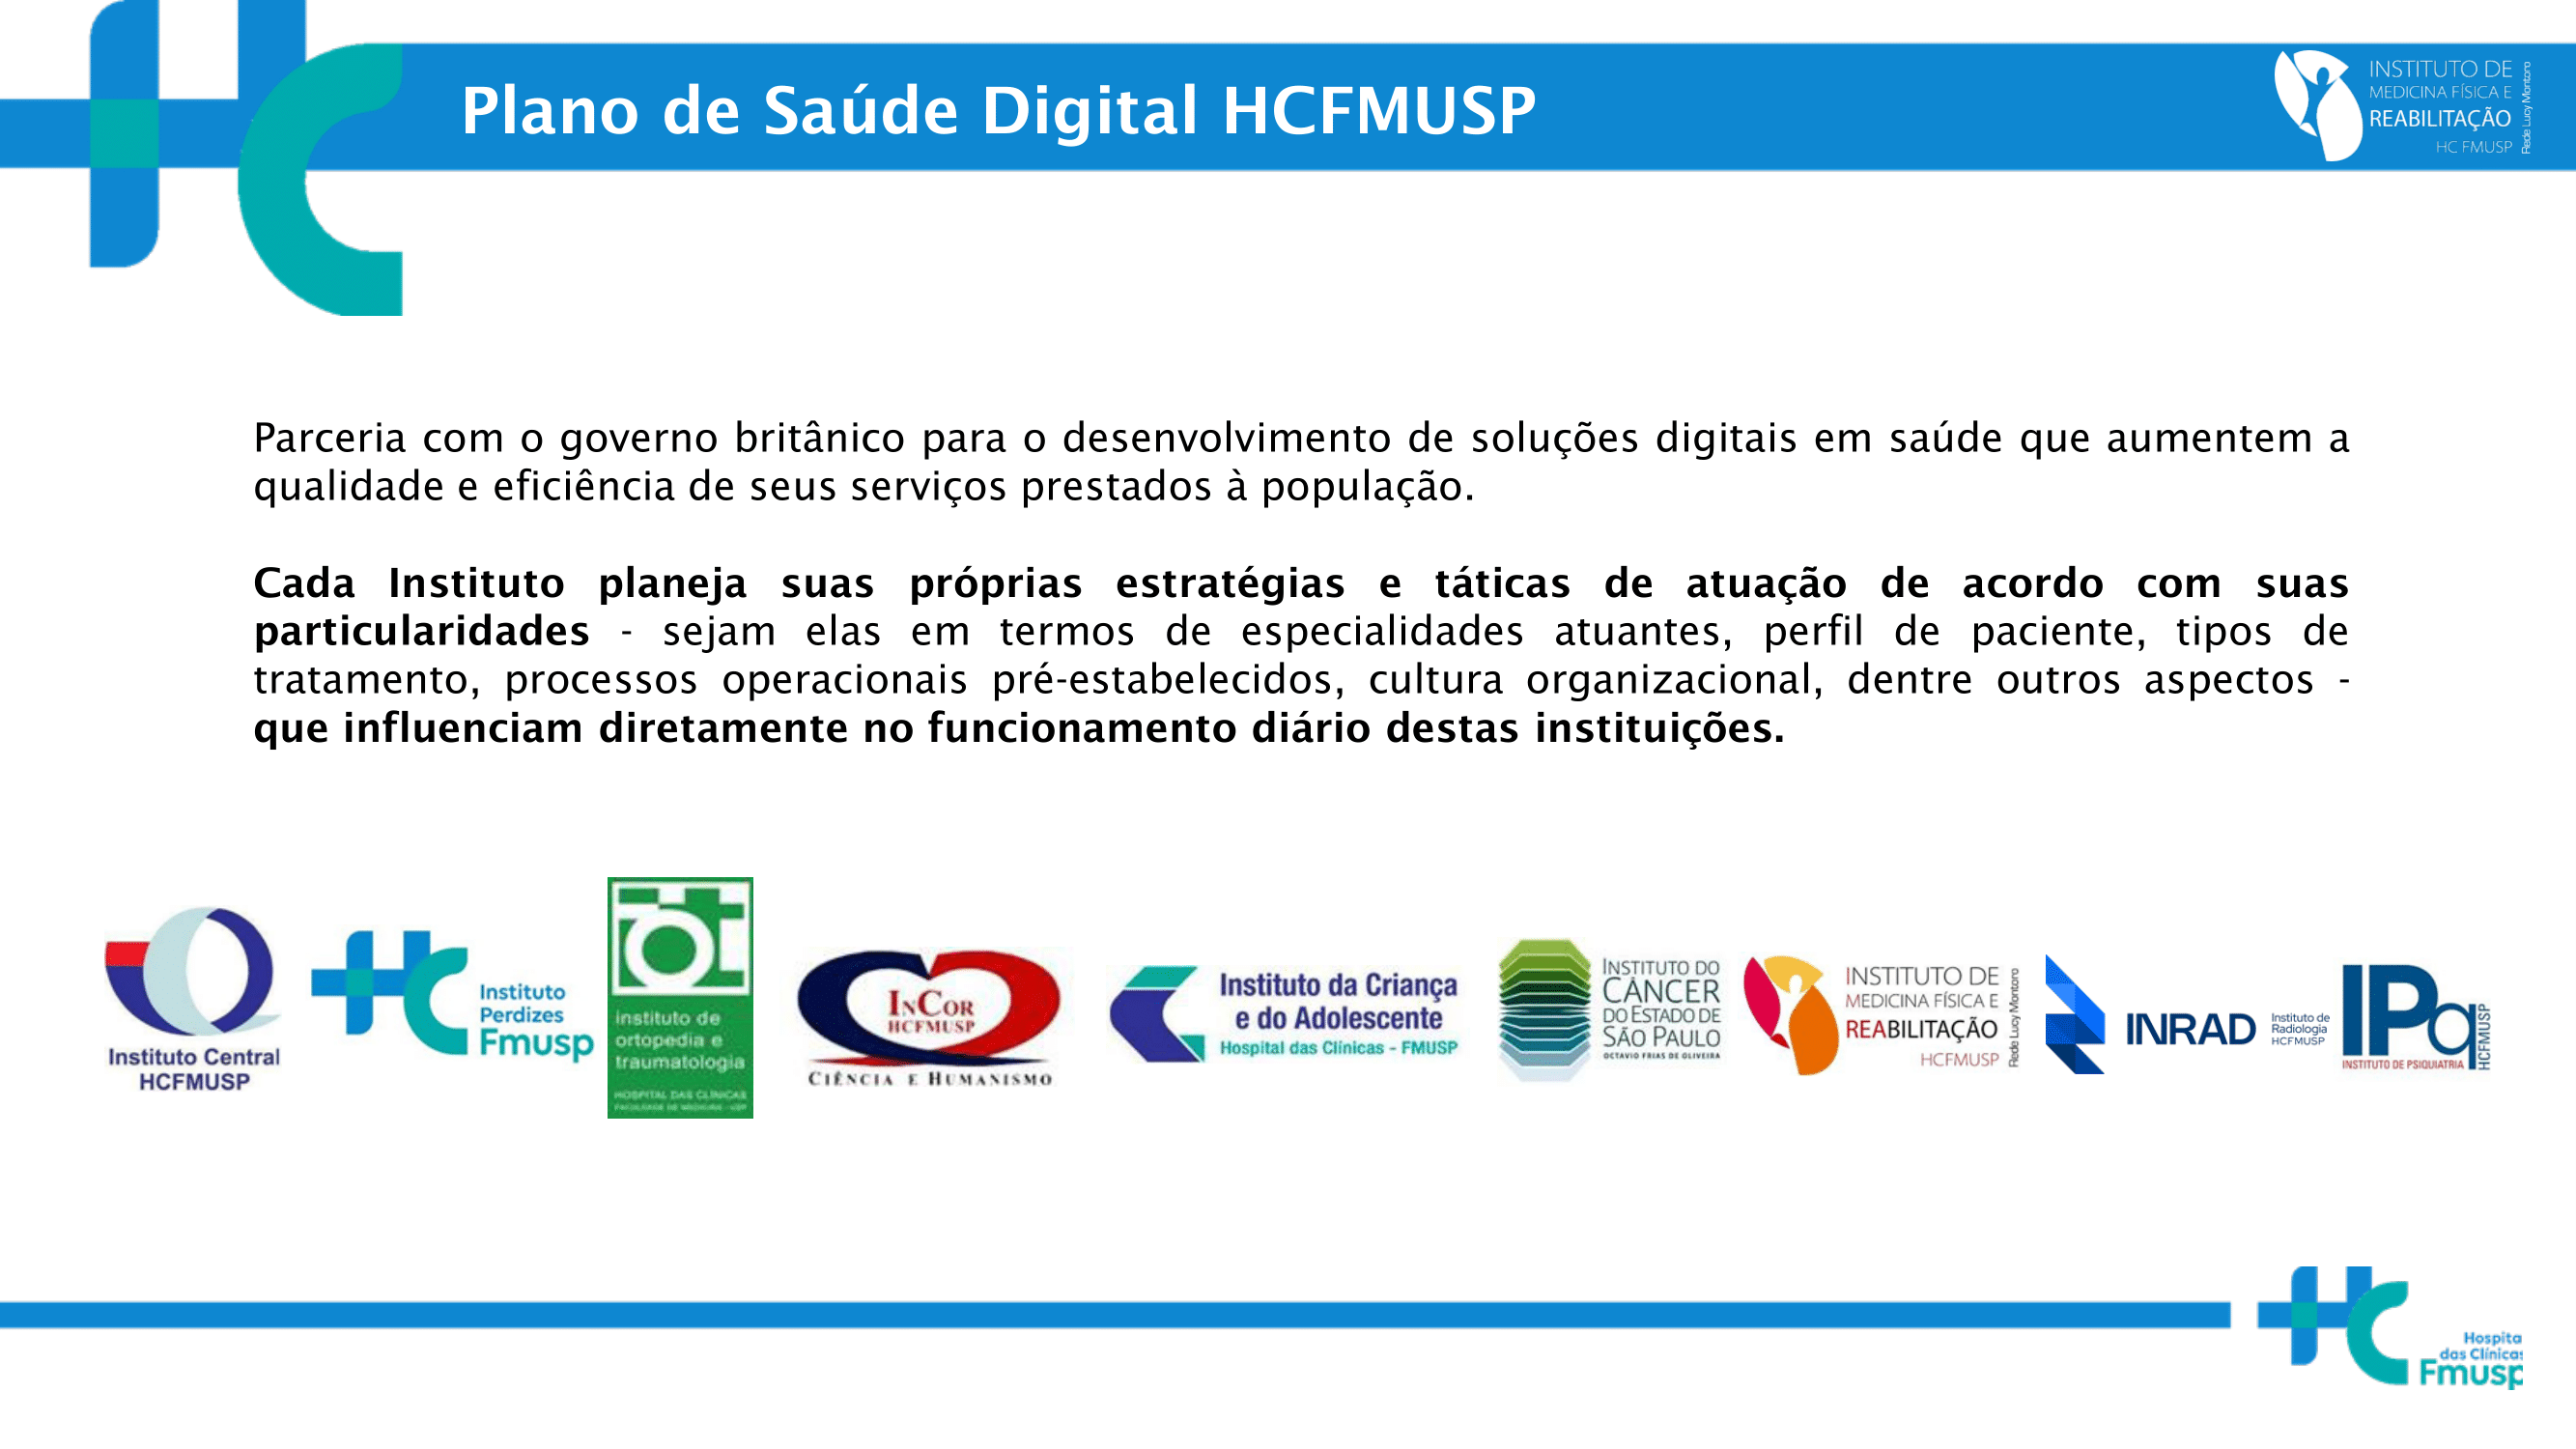 Plano de Saúde Digital HCFMUSP
INSTITUTO DE
MEDICINA FÍSICA E
REABILITAÇÃO
HC FMUSP
Rede Lucy Montoro
Parceria com o governo britânico para o desenvolvimento de soluções digitais em saúde que aumentem a
qualidade e eficiência de seus serviços prestados à população.
Cada Instituto planeja suas próprias estratégias e táticas de atuação de acordo com suas
particularidades - sejam elas em termos de especialidades atuantes, perfil de paciente, tipos de
tratamento, processos operacionais pré-estabelecidos, cultura organizacional, dentre outros aspectos -
que influenciam diretamente no funcionamento diário destas instituições.
Instituto Central
HCFMUSP
Instituto
Perdizes
Fmusp
instituto de
ortopedia e
traumatologia
HOSPITAL DAS CLÍNICAS
FACULDADE DE MEDICINA - USP
INCOR
HCFMUSP
CIÊNCIA E HUMANISMO
Instituto da Criança
e do Adolescente
Hospital das Clínicas - FMUSP
INSTITUTO DO
CÂNCER
DO ESTADO DE
SÃO PAULO
OCTAVIO FRIAS DE OLIVEIRA
INSTITUTO DE
MEDICINA FÍSICA E
REABILITAÇÃO
HCFMUSP
Rede Lucy Montoro
INRAD
Instituto de
Radiologia
HCFMUSP
IPq
HCFMUSP
INSTITUTO DE PSIQUIATRIA
Hospita
das Clínicas
Fmusp